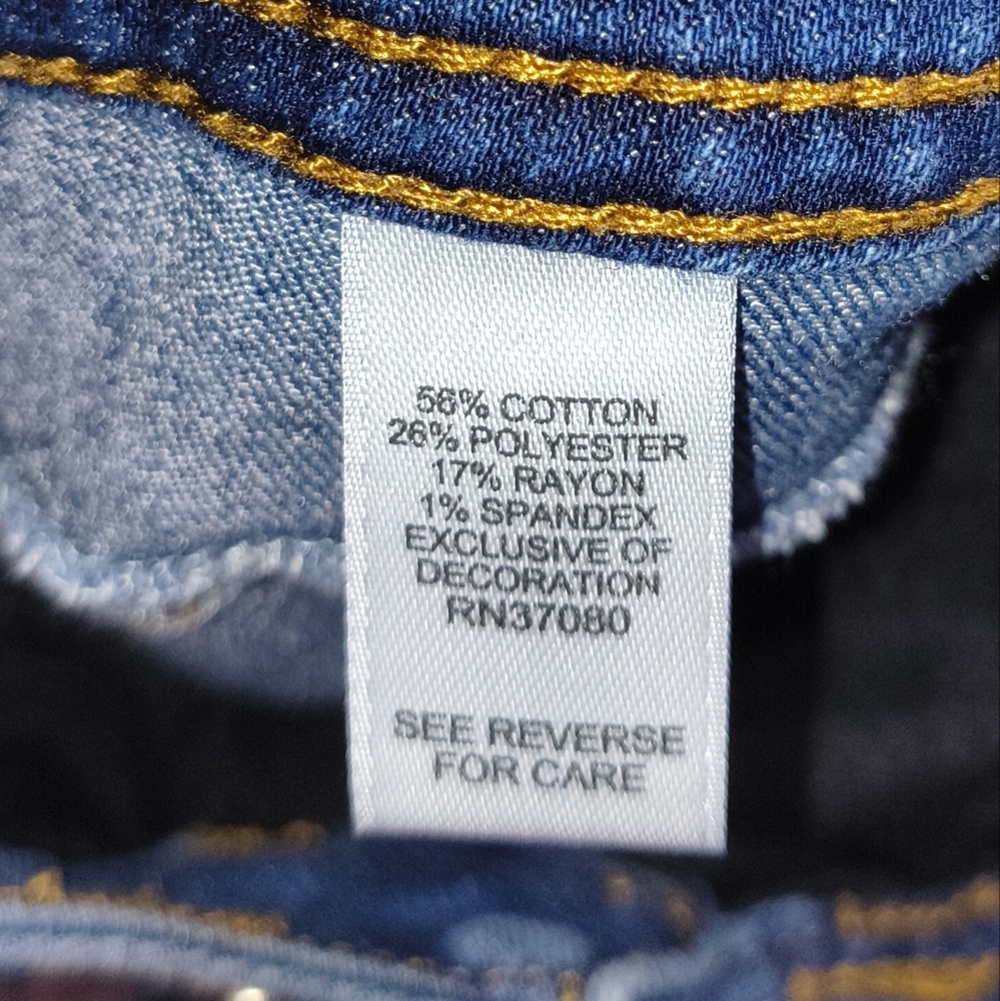 56% COTTON
26% POLYESTER
17% RAYON
1% SPANDEX
EXCLUSIVE OF
DECORATION
RN37080
SEE REVERSE
FOR CARE